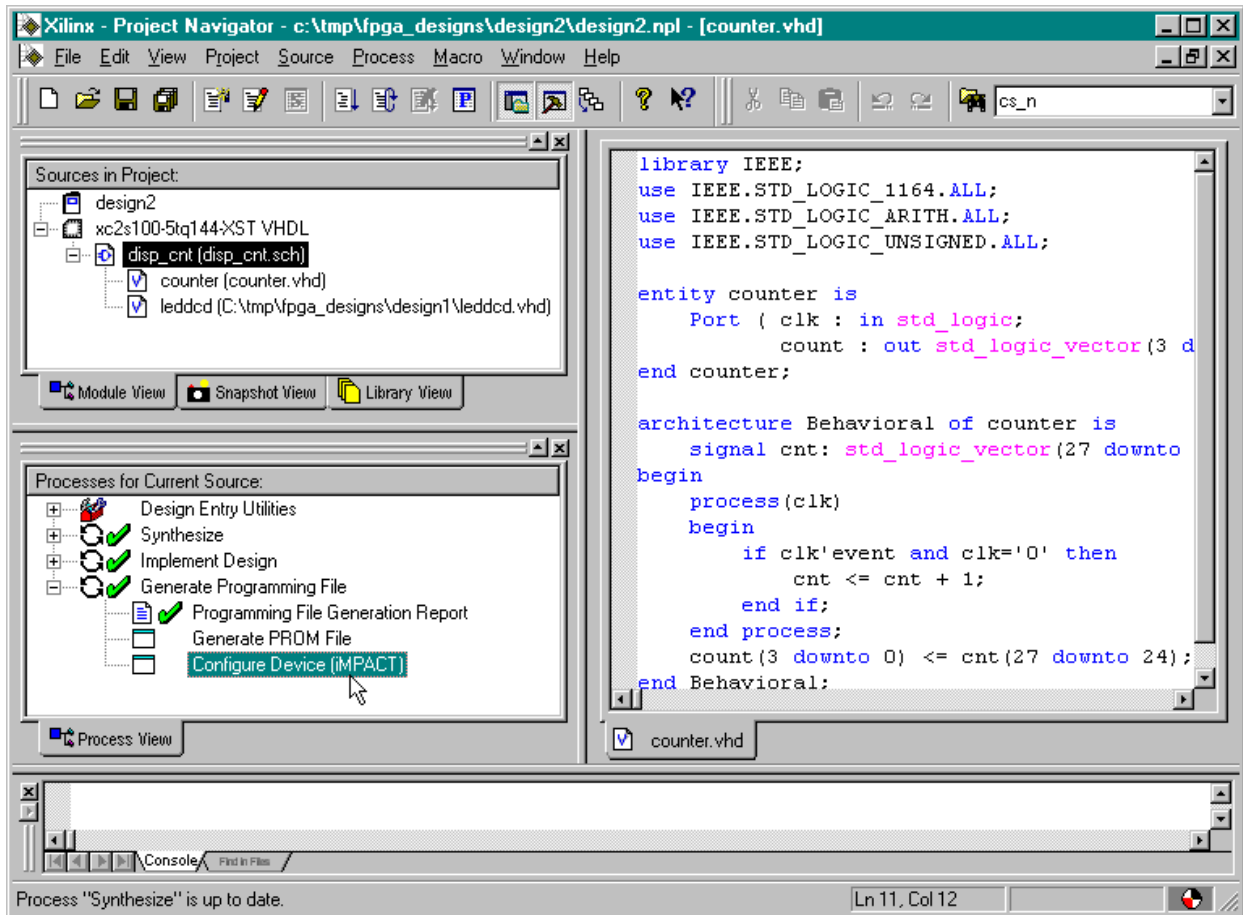 Xilinx - Project Navigator - c:\tmp\fpga_designs\design2\design2.npl - [counter.vhd]
File Edit View Project Source Process Macro Window Help
cs_n
Sources in Project:
design2
xc2s100-5tq144-XST VHDL
disp_cnt (disp_cnt.sch)
counter (counter.vhd)
leddcd (C:\tmp\fpga_designs\design1\leddcd.vhd)
Module View Snapshot View Library View
Processes for Current Source:
Design Entry Utilities
Synthesize
Implement Design
Generate Programming File
Programming File Generation Report
Generate PROM File
Configure Device (iMPACT)
Process View
library IEEE;
use IEEE.STD_LOGIC_1164.ALL;
use IEEE.STD_LOGIC_ARITH.ALL;
use IEEE.STD_LOGIC_UNSIGNED.ALL;
entity counter is
Port ( clk : in std_logic;
count : out std_logic_vector(3 d
end counter;
architecture Behavioral of counter is
signal cnt: std_logic_vector(27 downto
begin
process(clk)
begin
if clk'event and clk='0' then
cnt <= cnt + 1;
end if;
end process;
count(3 downto 0) <= cnt(27 downto 24);
end Behavioral;
counter.vhd
Console Find in Files
Process "Synthesize" is up to date.
Ln 11, Col 12